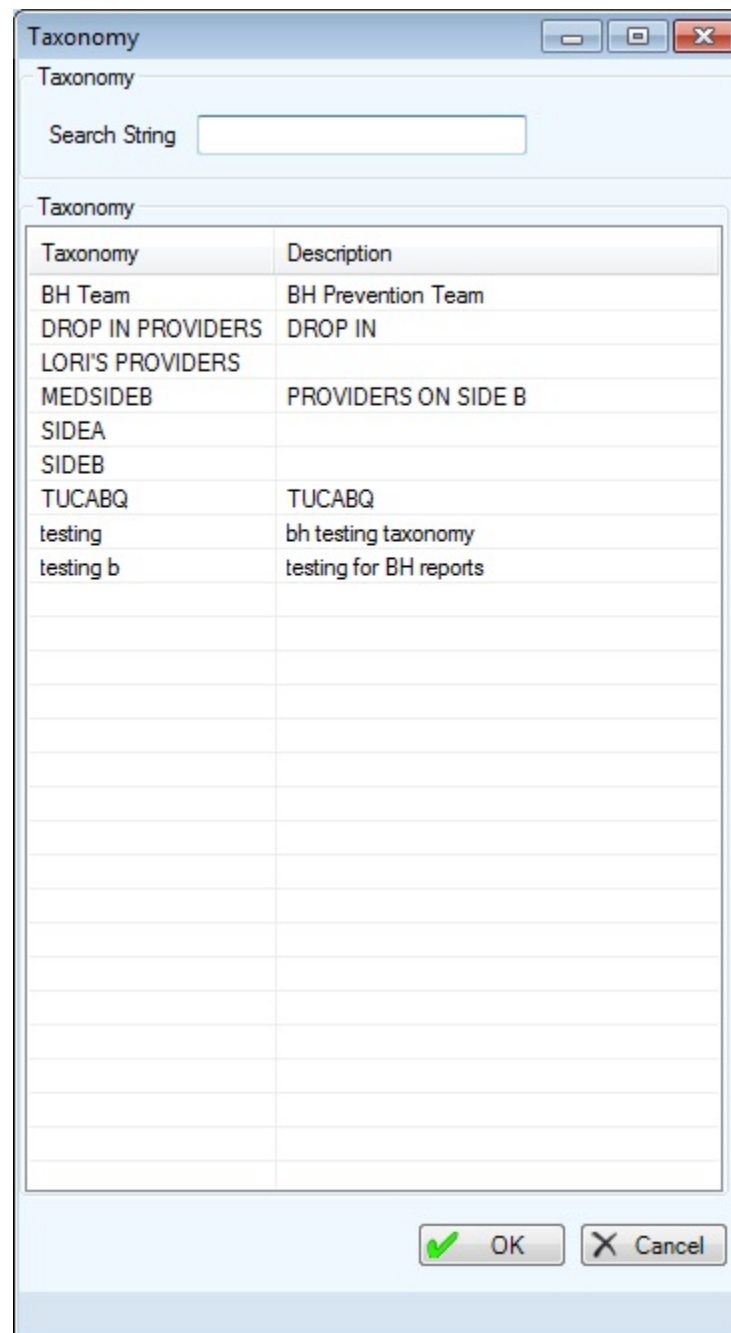 Taxonomy
Taxonomy
Search String
Taxonomy
Taxonomy Description
BH Team BH Prevention Team
DROP IN PROVIDERS DROP IN
LORI'S PROVIDERS
MEDSIDEB PROVIDERS ON SIDE B
SIDEA
SIDEB
TUCABQ TUCABQ
testing bh testing taxonomy
testing b testing for BH reports
OK Cancel